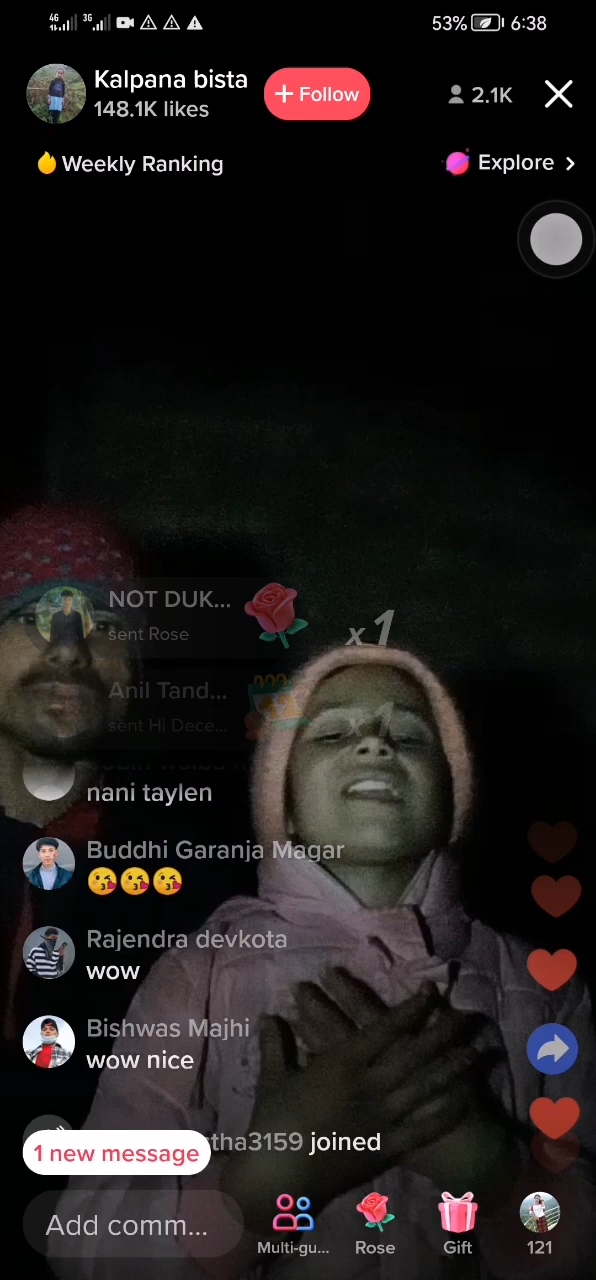 4G 3G 53% 6:38
Kalpana bista
148.1K likes
+ Follow
2.1K
Weekly Ranking
Explore >
NOT DUK...
sent Rose
x1
Anil Tand...
sent Hi Dece...
x1
nani taylen
Buddhi Garanja Magar
😘😘😘
Rajendra devkota
wow
Bishwas Majhi
wow nice
tha3159 joined
1 new message
Add comm...
Multi-gu...
Rose
Gift
121